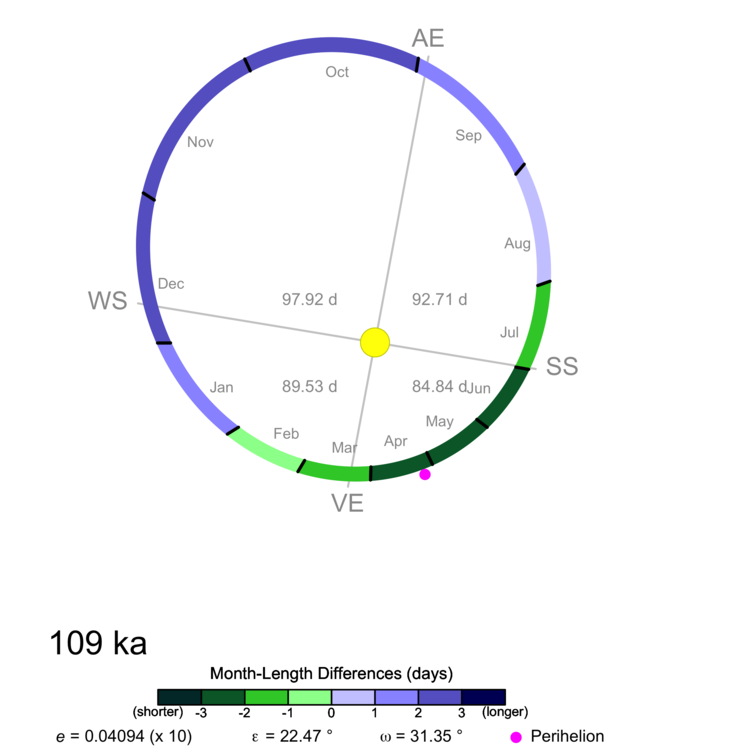 AE
Oct
Sep
Nov
Aug
Dec
WS
97.92 d
92.71 d
Jul
SS
89.53 d
84.84 d
Jun
Jan
May
Feb
Apr
Mar
VE
109 ka
Month-Length Differences (days)
(shorter) -3 -2 -1 0 1 2 3 (longer)
e = 0.04094 (x 10) ε = 22.47 ° ω = 31.35 ° Perihelion